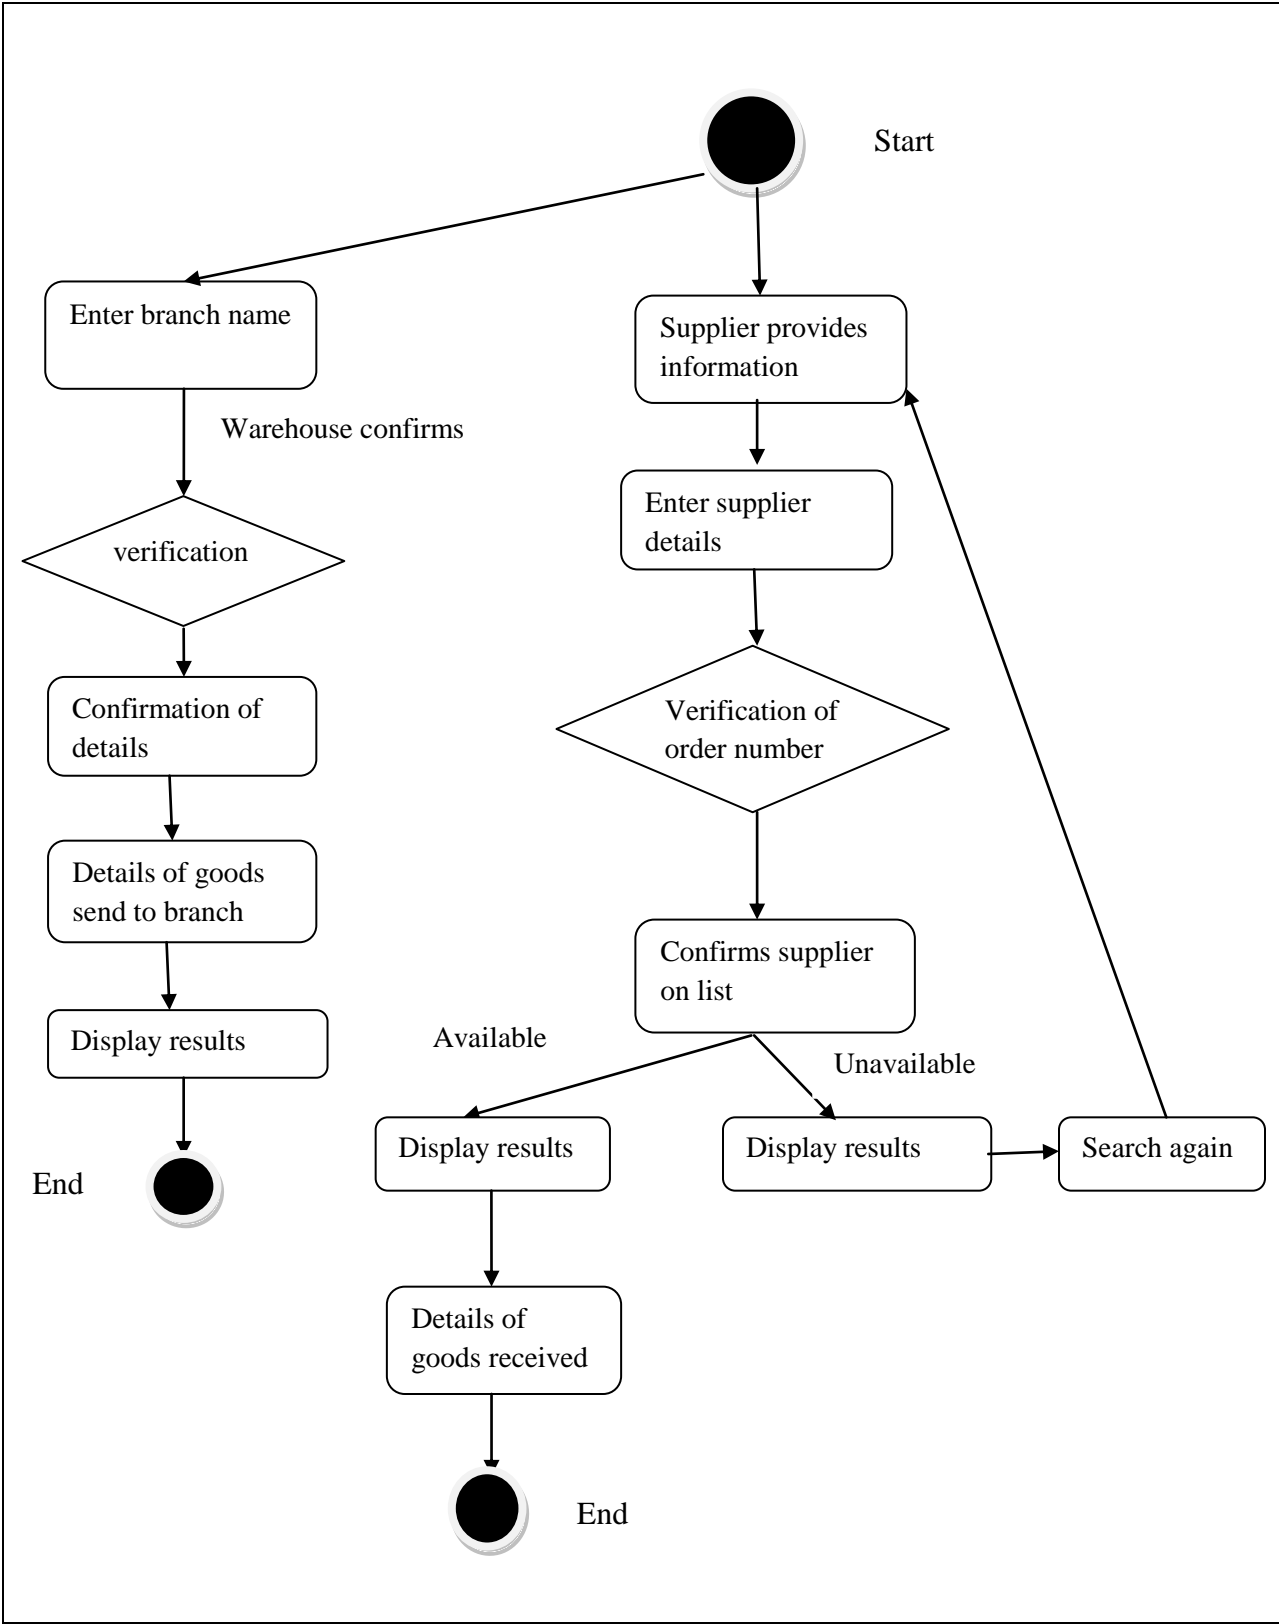 Start
Enter branch name
Supplier provides
information
Warehouse confirms
Enter supplier
details
verification
Confirmation of
details
Verification of
order number
Details of goods
send to branch
Confirms supplier
on list
Display results
Available
Unavailable
Display results
Display results
Search again
End
Details of
goods received
End